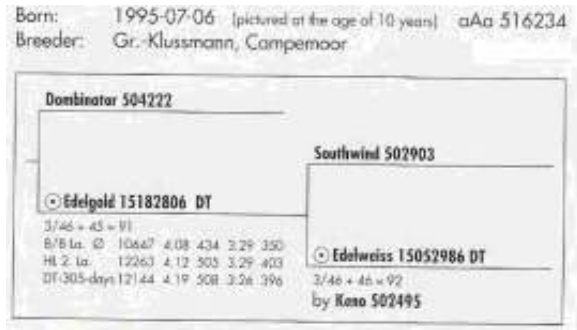 Born: 1995-07-06 (pictured at the age of 10 years) aAa 516234
Breeder: Gr.-Klussmann, Campemoor
Dombinator 504222
Southwind 502903
Edelgold 15182806 DT
3/46 + 45 = 91
8/8 La. Ø 10647 4,08 434 3,29 350
HL 2. La. 12263 4,12 505 3,29 403
DT-305-days 12144 4,19 508 3,26 396
Edelweiss 15052986 DT
3/46 + 46 = 92
by Keno 502495